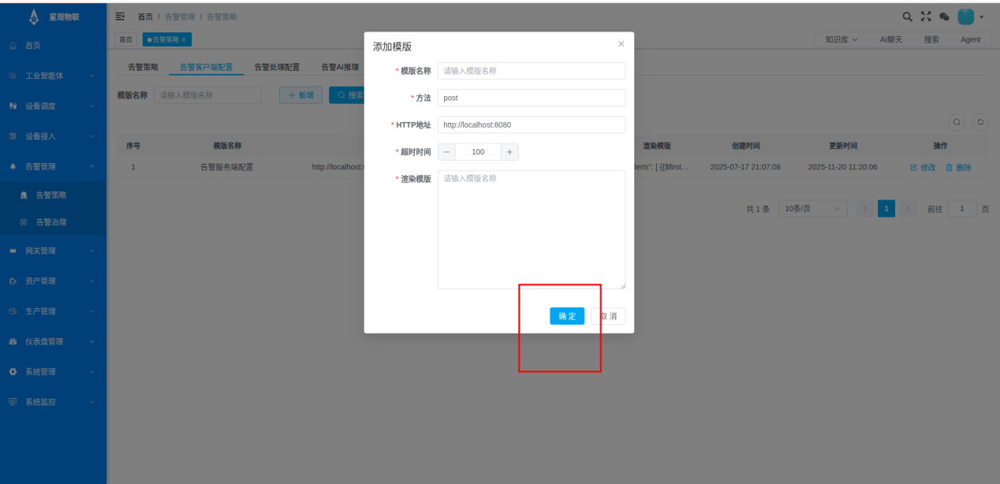 星观物联
首页 / 告警管理 / 告警策略
首页
工业智能体
设备调度
设备接入
告警管理
告警策略
告警治理
网关管理
资产管理
生产管理
仪表盘管理
系统管理
系统监控
首页 告警策略 ×
知识库 AI聊天 搜索 Agent
告警策略 告警客户端配置 告警处理配置 告警AI推理
模版名称 请输入模版名称 + 新增 搜索
序号 模版名称 渲染模版 创建时间 更新时间 操作
1 告警服务端配置 http://localhost: lerts": [ {{$first... 2025-07-17 21:07:08 2025-11-20 11:20:06 修改 删除
共 1 条 10条/页 < 1 > 前往 1 页
添加模版 ×
* 模版名称 请输入模版名称
* 方法 post
* HTTP地址 http://localhost:8080
* 超时时间 — 100 +
* 渲染模版 请输入模版名称
确 定 取 消